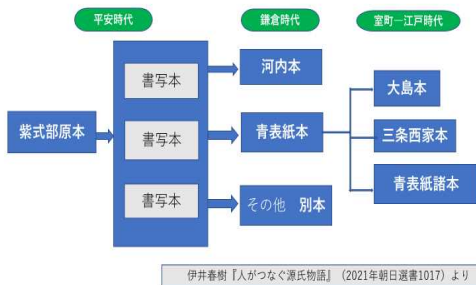 平安時代
鎌倉時代
室町―江戸時代
紫式部原本
書写本
書写本
書写本
河内本
青表紙本
その他　別本
大島本
三条西家本
青表紙諸本
伊井春樹『人がつなぐ源氏物語』（2021年朝日選書1017）より